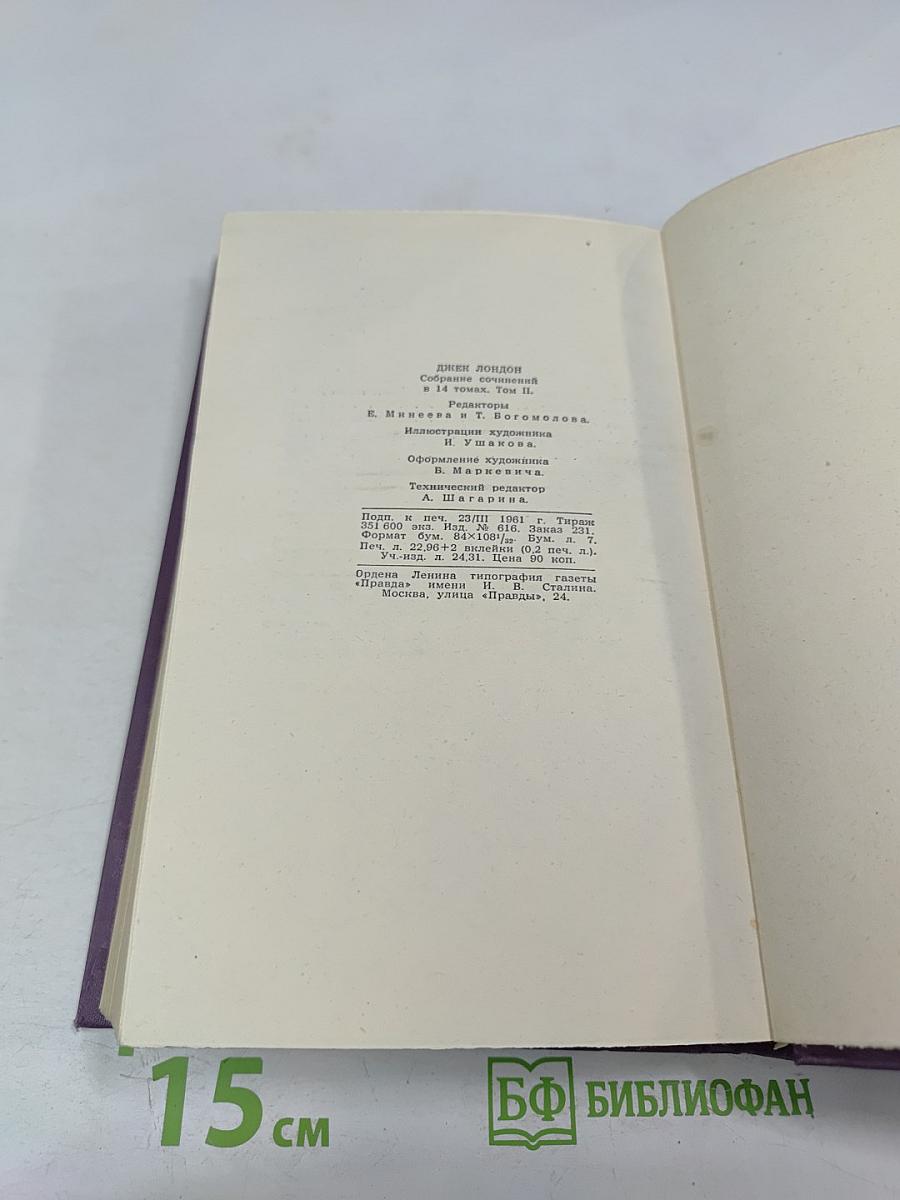 ДЖЕК ЛОНДОН
Собрание сочинений
в 14 томах. Том II.
Редакторы
Е. Минеева и Т. Богомолова.
Иллюстрации художника
И. Ушакова.
Оформление художника
Б. Маркевича.
Технический редактор
А. Шагарина.
Подп. к печ. 23/III 1961 г. Тираж
351 600 экз. Изд. № 616. Заказ 231.
Формат бум. 84×108¹/₃₂. Бум. л. 7.
Печ. л. 22,96+2 вклейки (0,2 печ. л.).
Уч.-изд. л. 24,31. Цена 90 коп.
Ордена Ленина типография газеты
«Правда» имени И. В. Сталина.
Москва, улица «Правды», 24.
15 см
БФ БИБЛИОФАН